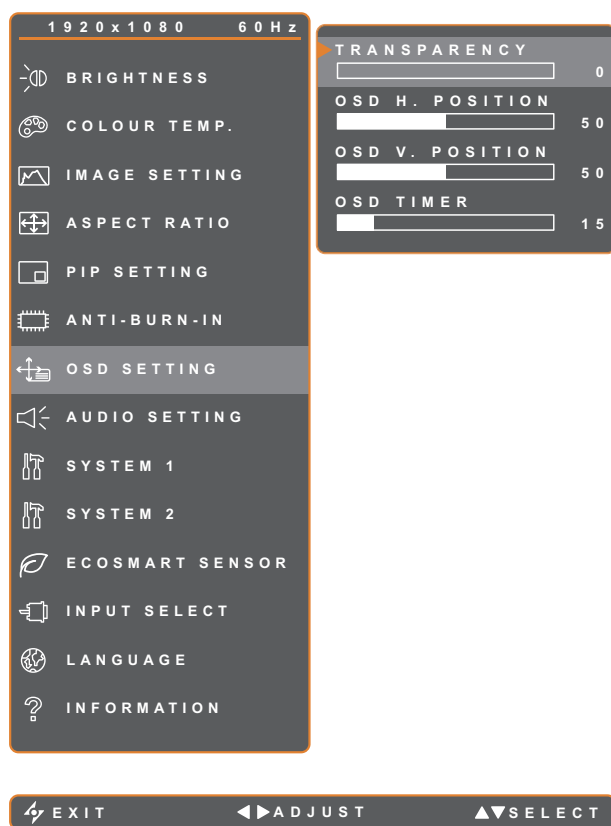 1920x1080 60Hz
BRIGHTNESS
COLOUR TEMP.
IMAGE SETTING
ASPECT RATIO
PIP SETTING
ANTI-BURN-IN
OSD SETTING
AUDIO SETTING
SYSTEM 1
SYSTEM 2
ECOSMART SENSOR
INPUT SELECT
LANGUAGE
INFORMATION
TRANSPARENCY
0
OSD H. POSITION
50
OSD V. POSITION
50
OSD TIMER
15
EXIT ADJUST SELECT